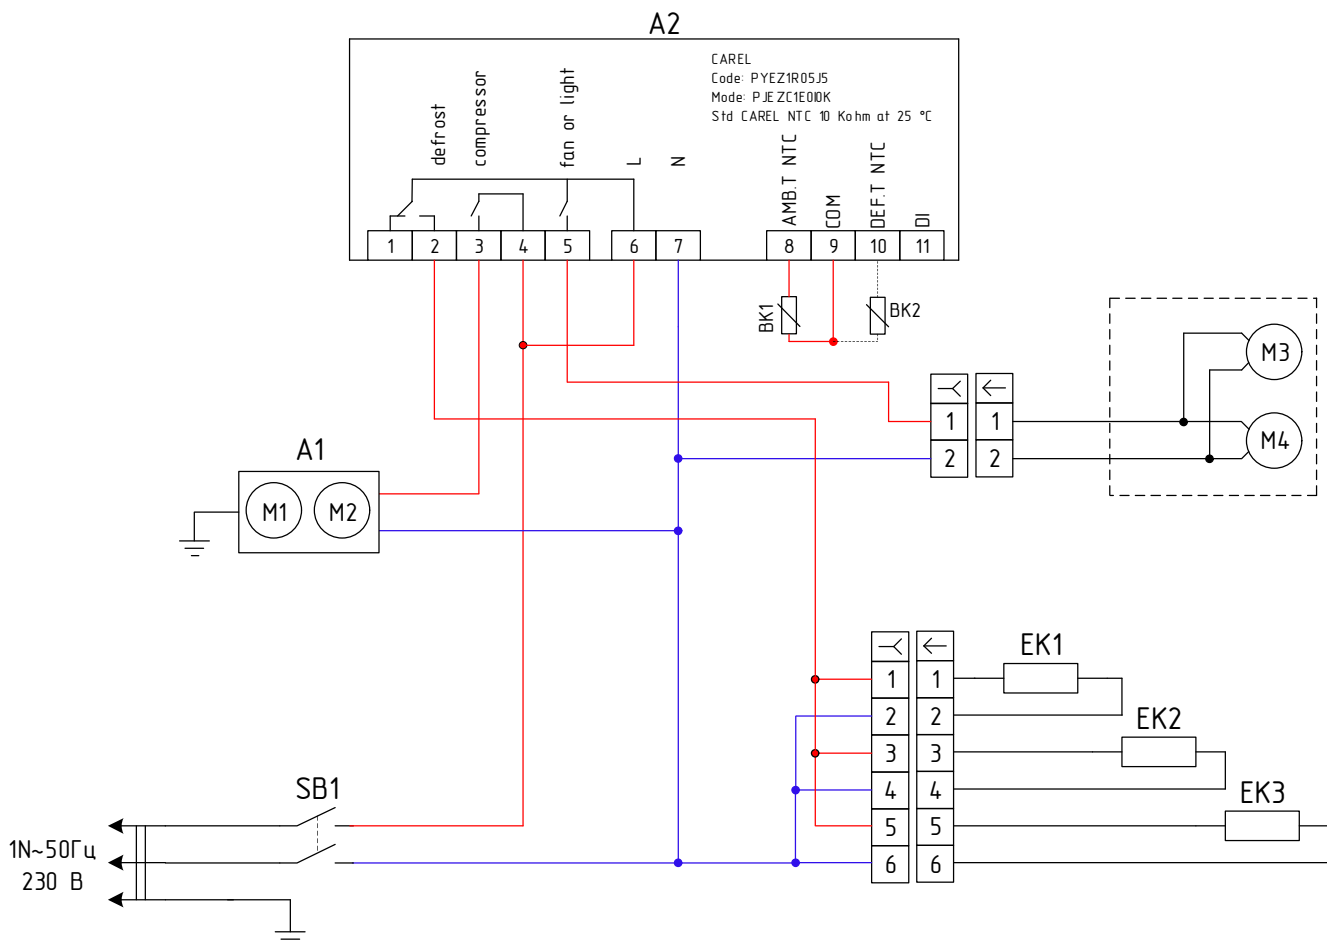 A2
CAREL
Code: PYEZ1R05J5
Mode: PJEZC1E0I0K
Std CAREL NTC 10 Kohm at 25 °C
defrost
compressor
fan or light
L
N
AMB.T NTC
COM
DEF.T NTC
DI
1 2 3 4 5 6 7 8 9 10 11
BK1
BK2
M3
M4
1 1
2 2
A1
M1 M2
EK1
1 1
2 2
EK2
3 3
4 4
EK3
5 5
6 6
SB1
1N~50Гц
230 В